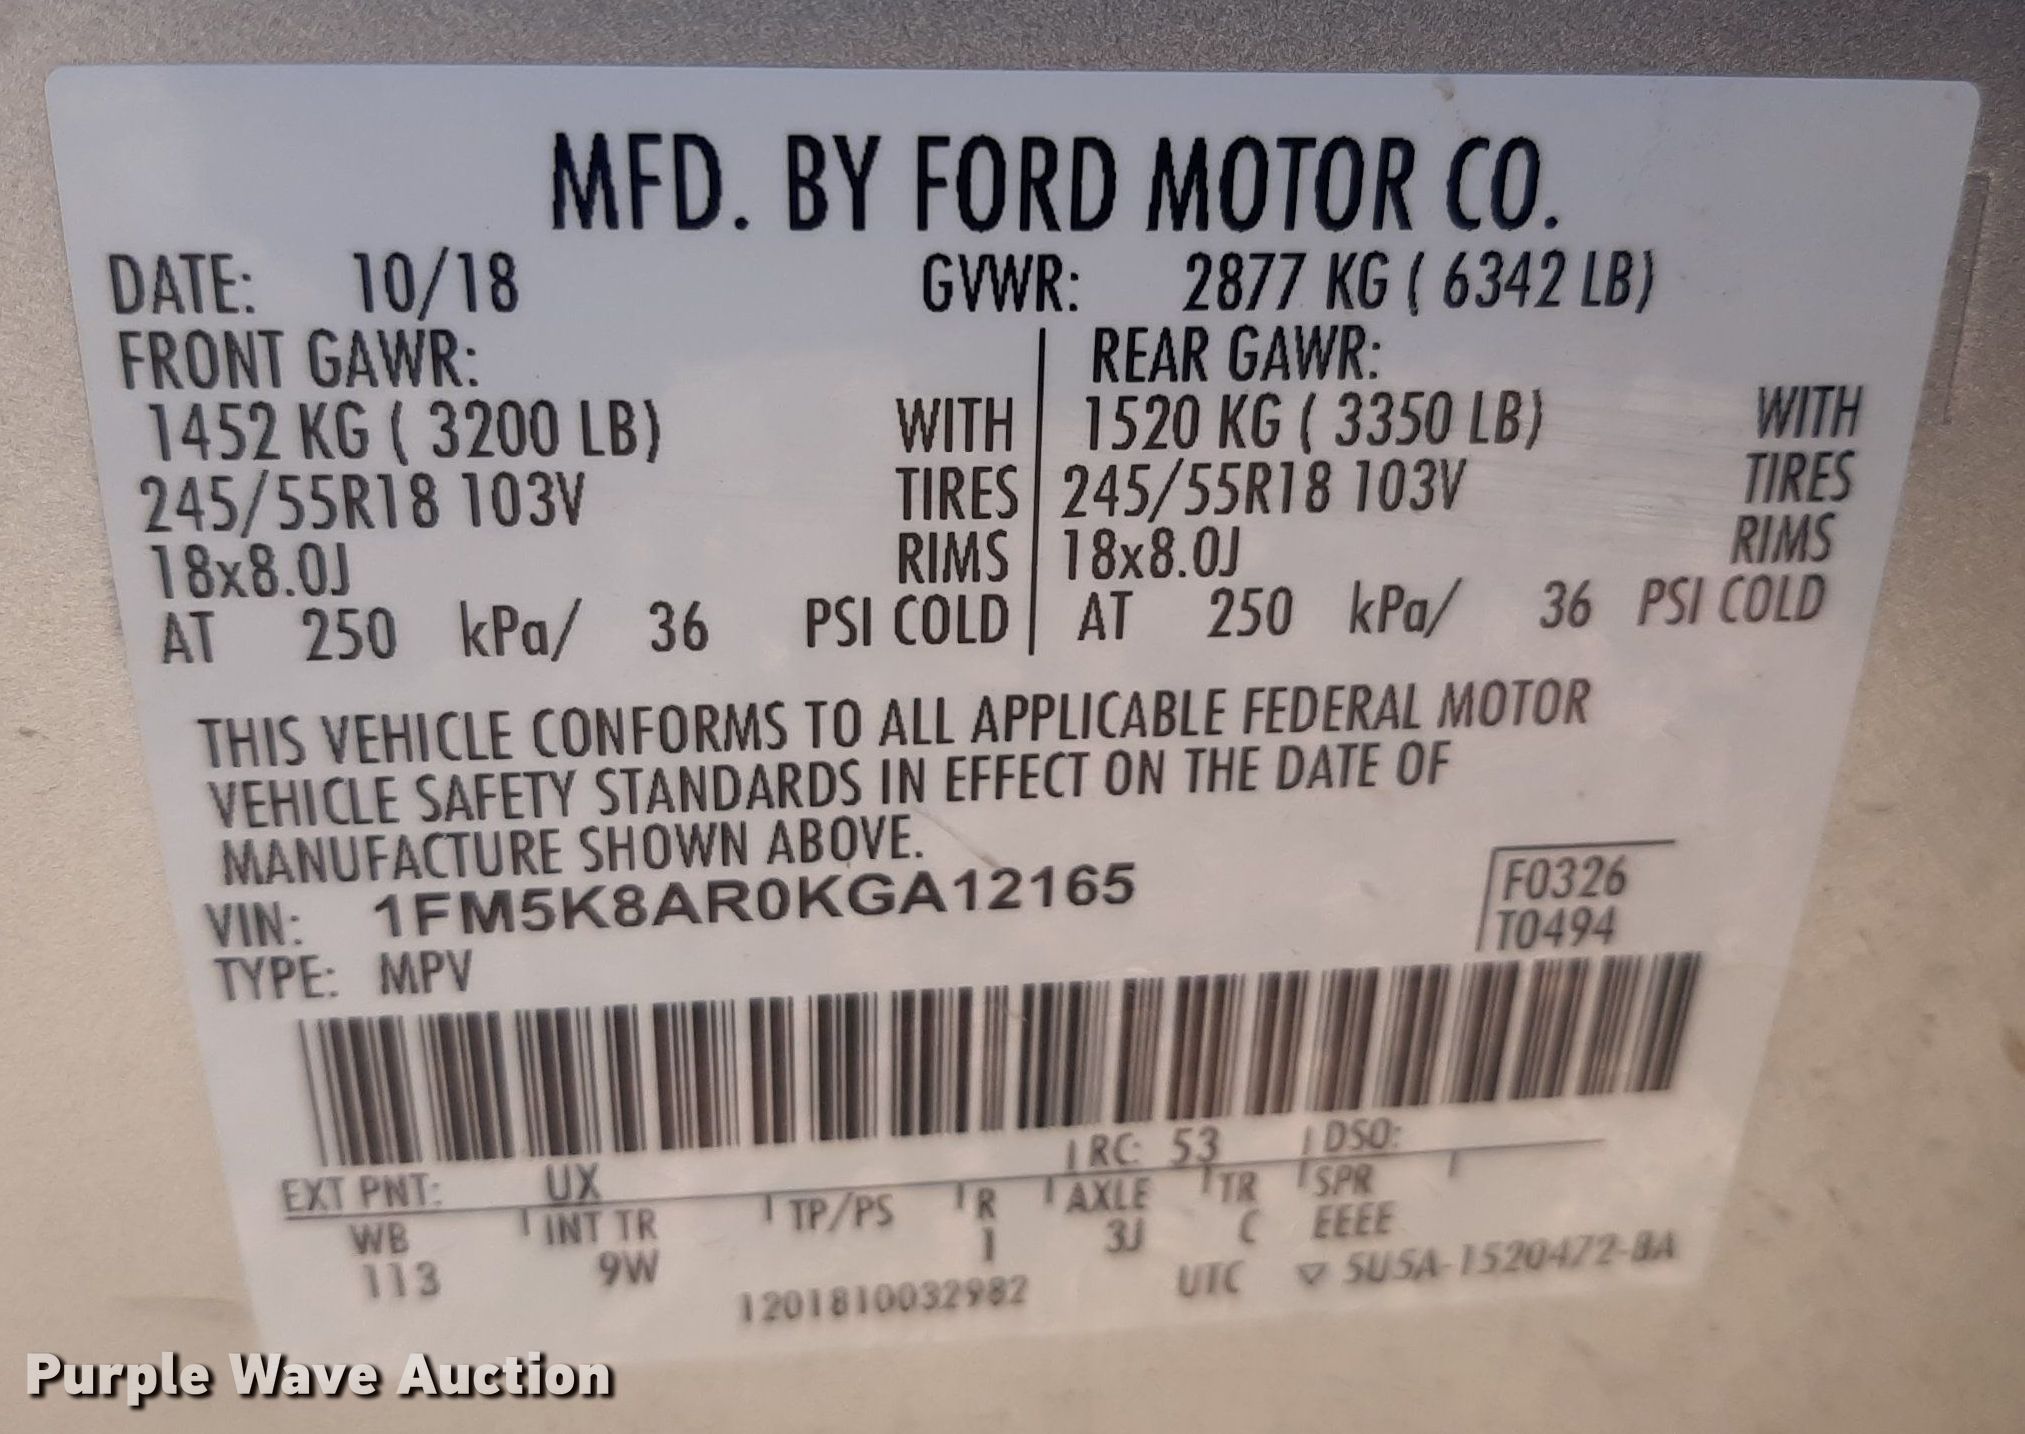 MFD. BY FORD MOTOR CO.
DATE: 10/18 GVWR: 2877 KG ( 6342 LB)
FRONT GAWR: REAR GAWR:
1452 KG ( 3200 LB) WITH 1520 KG ( 3350 LB) WITH
245/55R18 103V TIRES 245/55R18 103V TIRES
18x8.0J RIMS 18x8.0J RIMS
AT 250 kPa/ 36 PSI COLD AT 250 kPa/ 36 PSI COLD
THIS VEHICLE CONFORMS TO ALL APPLICABLE FEDERAL MOTOR
VEHICLE SAFETY STANDARDS IN EFFECT ON THE DATE OF
MANUFACTURE SHOWN ABOVE.
VIN: 1FM5K8AR0KGA12165
F0326
T0494
TYPE: MPV
EXT PNT: UX RC: 53 DSO:
WB INT TR TP/PS R AXLE TR SPR
113 9W 1 3J C EEEE
1201810032982 UTC ▽ 5U5A-1520472-BA
Purple Wave Auction